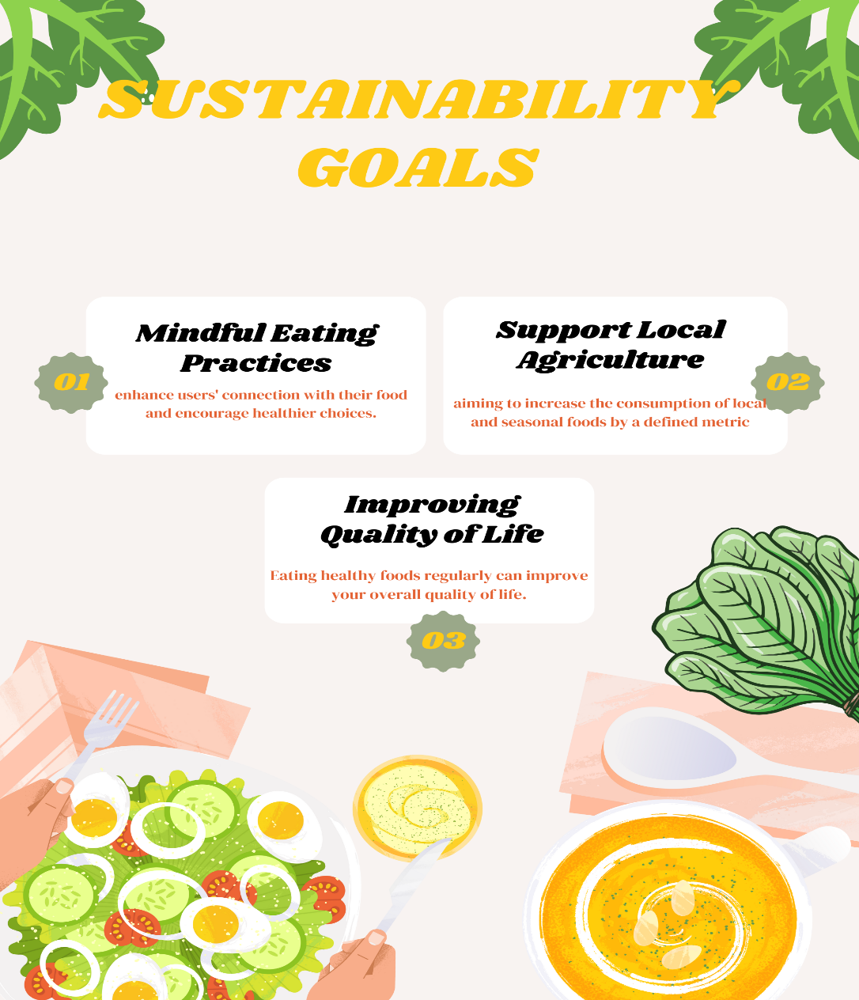 SUSTAINABILITY
GOALS
Mindful Eating
Practices
01
enhance users' connection with their food
and encourage healthier choices.
Support Local
Agriculture
02
aiming to increase the consumption of local
and seasonal foods by a defined metric
Improving
Quality of Life
Eating healthy foods regularly can improve
your overall quality of life.
03